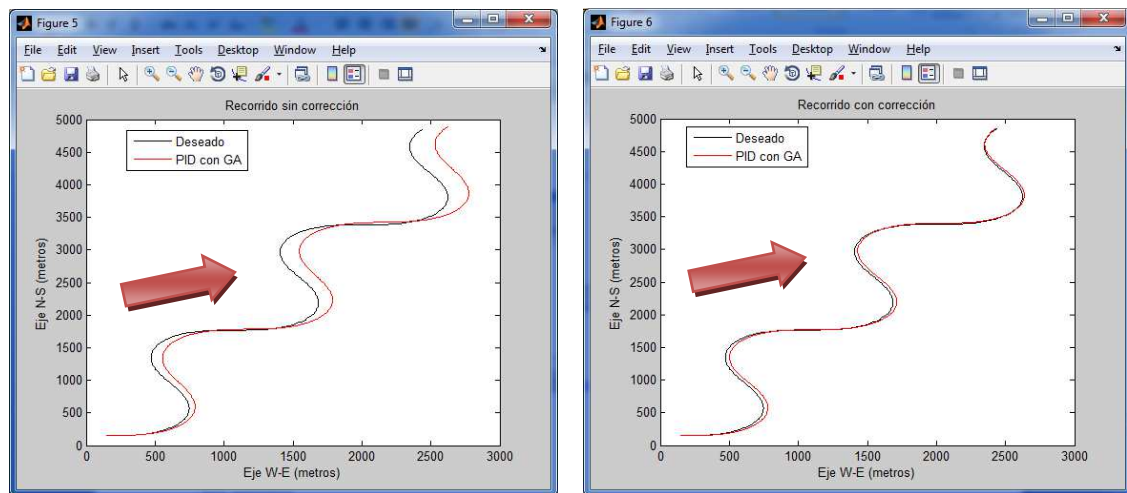 Figure 5
File Edit View Insert Tools Desktop Window Help
Recorrido sin corrección
Deseado
PID con GA
5000
4500
4000
3500
3000
2500
2000
1500
1000
500
0
Eje N-S (metros)
0 500 1000 1500 2000 2500 3000
Eje W-E (metros)
Figure 6
File Edit View Insert Tools Desktop Window Help
Recorrido con corrección
Deseado
PID con GA
5000
4500
4000
3500
3000
2500
2000
1500
1000
500
0
Eje N-S (metros)
0 500 1000 1500 2000 2500 3000
Eje W-E (metros)